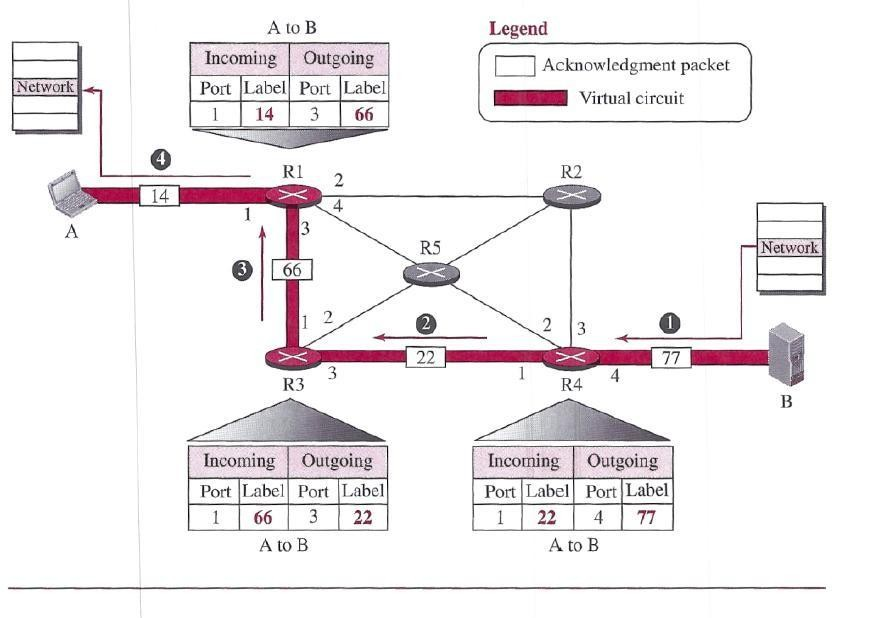 A to B
Legend
Incoming Outgoing
Port Label Port Label
1 14 3 66
Acknowledgment packet
Virtual circuit
Network
4
R1
R2
2
14
1
4
3
A
R5
Network
3
66
1
2
2
2
3
1
22
77
R3
3
1
R4
4
B
Incoming Outgoing
Port Label Port Label
1 66 3 22
A to B
Incoming Outgoing
Port Label Port Label
1 22 4 77
A to B